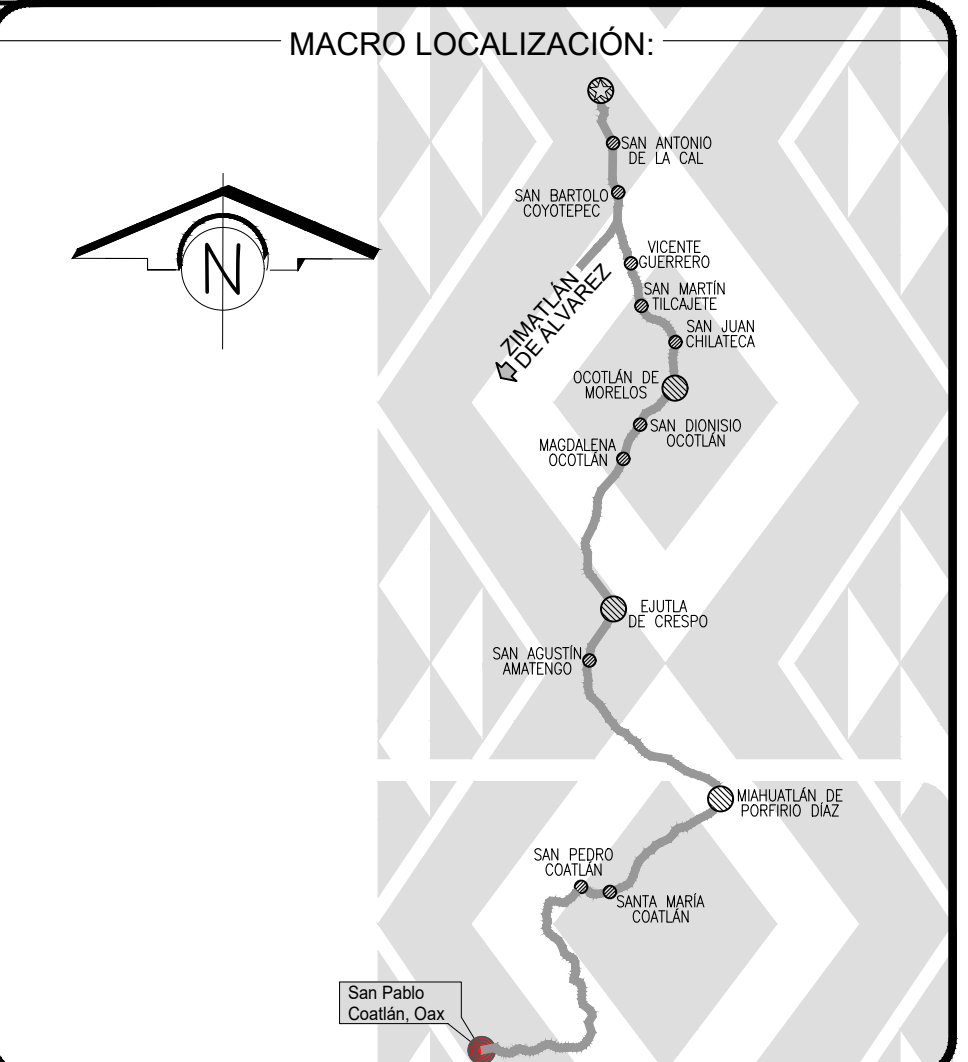 MACRO LOCALIZACIÓN:
SAN ANTONIO
DE LA CAL
SAN BARTOLO
COYOTEPEC
N
VICENTE
GUERRERO
ZIMATLÁN
DE ÁLVAREZ
SAN MARTÍN
TILCAJETE
SAN JUAN
CHILATECA
OCOTLÁN DE
MORELOS
SAN DIONISIO
OCOTLÁN
MAGDALENA
OCOTLÁN
EJUTLA
DE CRESPO
SAN AGUSTÍN
AMATENGO
MIAHUATLÁN DE
PORFIRIO DÍAZ
SAN PEDRO
COATLÁN
SANTA MARÍA
COATLÁN
San Pablo
Coatlán, Oax